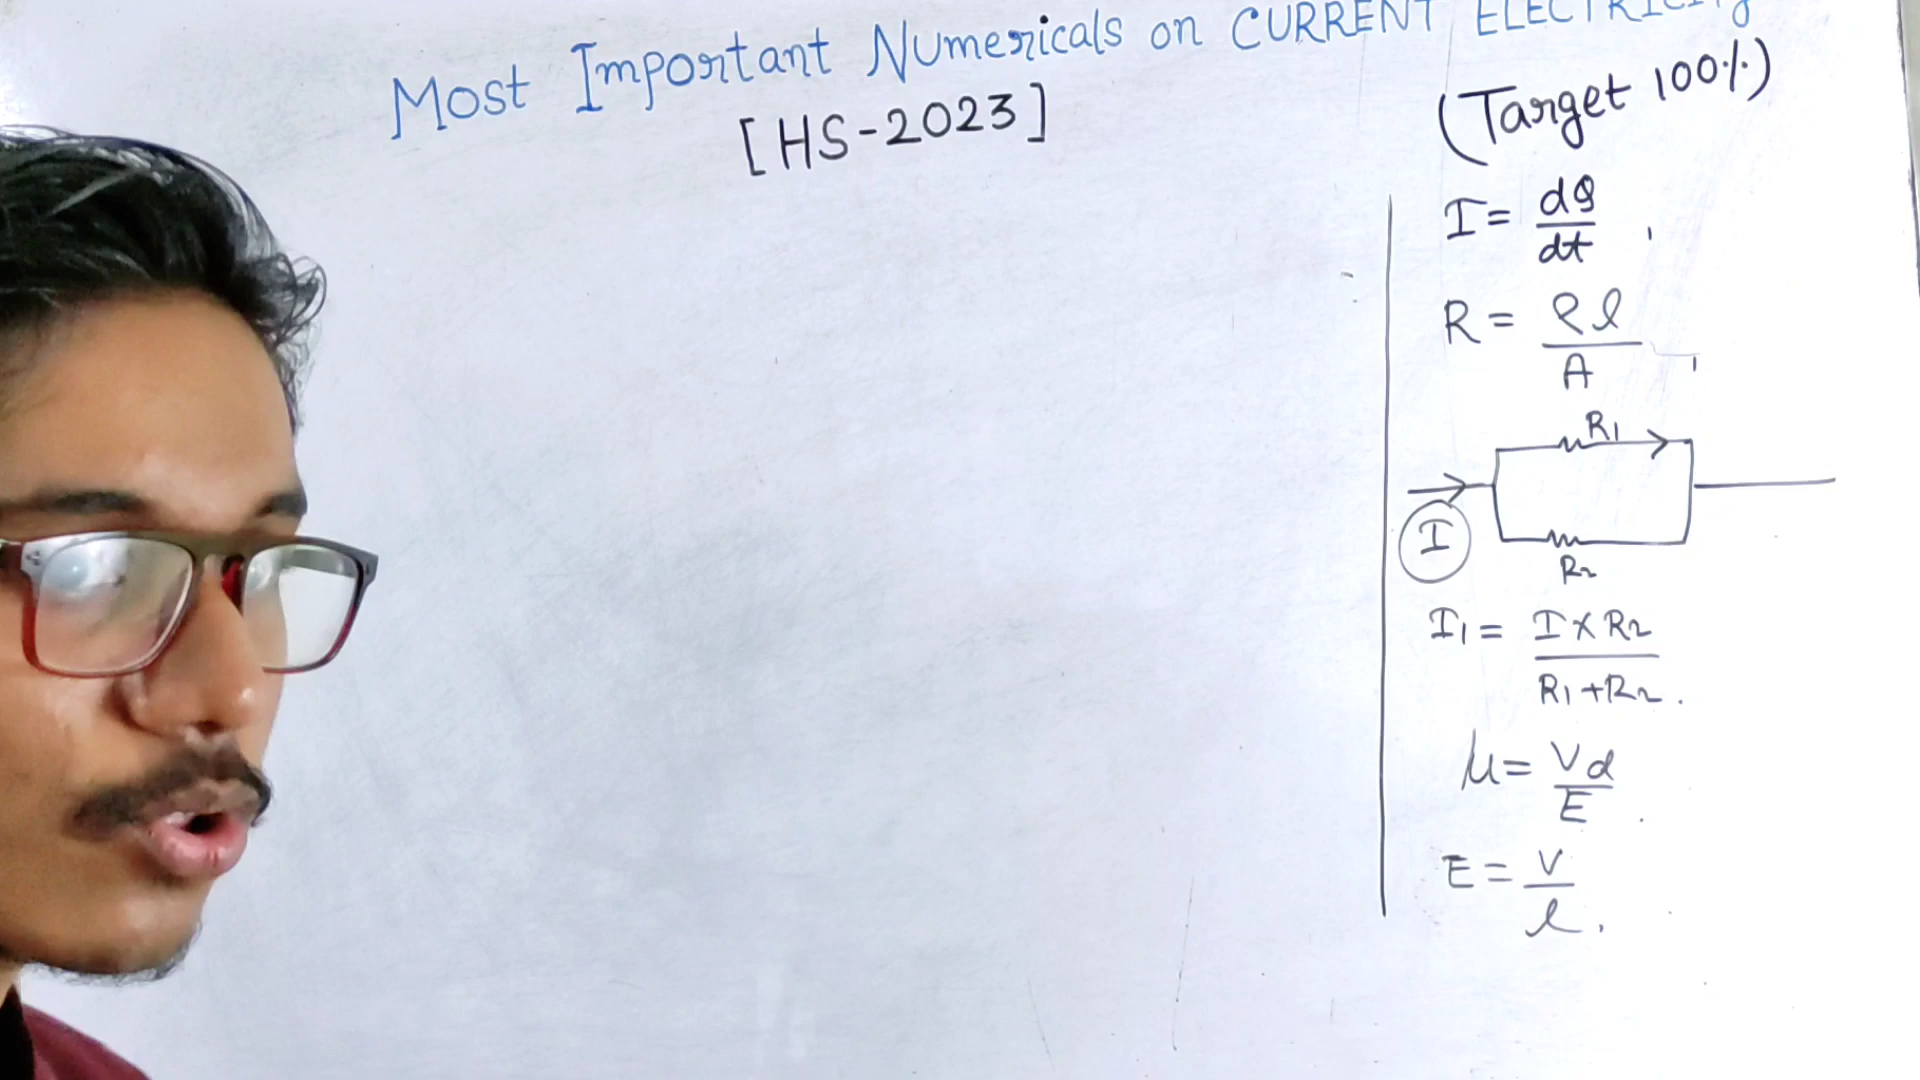 Most Important Numericals on CURRENT ELECTRICITY
[HS-2023]
(Target 100%)
I = dQ/dt ,
R = ρl/A ,
R1
I
R2
I1 = I × R2 / R1 + R2 .
μ = Vd/E .
E = V/l .